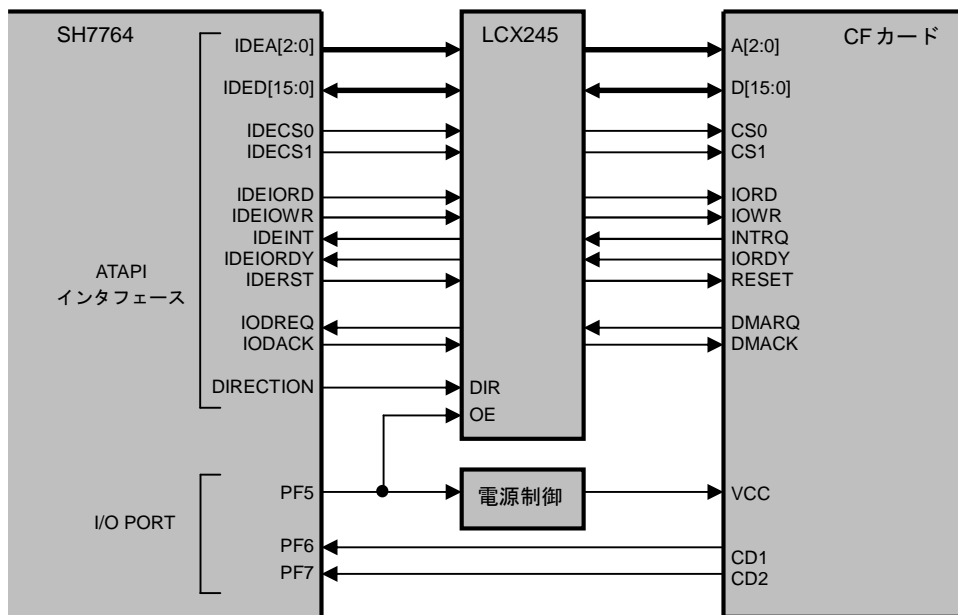 SH7764
LCX245
CFカード
IDEA[2:0]
A[2:0]
IDED[15:0]
D[15:0]
IDECS0
CS0
IDECS1
CS1
IDEIORD
IORD
IDEIOWR
IOWR
IDEINT
INTRQ
IDEIORDY
IORDY
IDERST
RESET
ATAPI
インタフェース
IODREQ
DMARQ
IODACK
DMACK
DIRECTION
DIR
OE
PF5
電源制御
VCC
I/O PORT
PF6
CD1
PF7
CD2